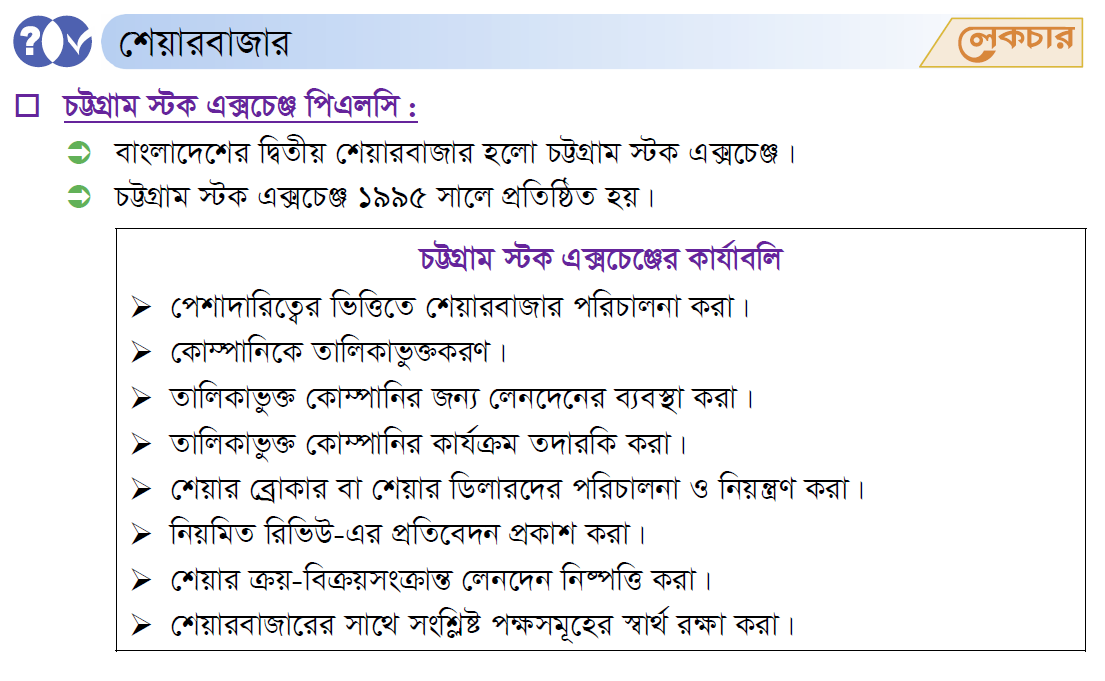 শেয়ারবাজার
লেকচার
চট্টগ্রাম স্টক এক্সচেঞ্জ পিএলসি :
বাংলাদেশের দ্বিতীয় শেয়ারবাজার হলো চট্টগ্রাম স্টক এক্সচেঞ্জ।
চট্টগ্রাম স্টক এক্সচেঞ্জ ১৯৯৫ সালে প্রতিষ্ঠিত হয়।
চট্টগ্রাম স্টক এক্সচেঞ্জের কার্যাবলি
পেশাদারিত্বের ভিত্তিতে শেয়ারবাজার পরিচালনা করা।
কোম্পানিকে তালিকাভুক্তকরণ।
তালিকাভুক্ত কোম্পানির জন্য লেনদেনের ব্যবস্থা করা।
তালিকাভুক্ত কোম্পানির কার্যক্রম তদারকি করা।
শেয়ার ব্রোকার বা শেয়ার ডিলারদের পরিচালনা ও নিয়ন্ত্রণ করা।
নিয়মিত রিভিউ-এর প্রতিবেদন প্রকাশ করা।
শেয়ার ক্রয়-বিক্রয়সংক্রান্ত লেনদেন নিষ্পত্তি করা।
শেয়ারবাজারের সাথে সংশ্লিষ্ট পক্ষসমূহের স্বার্থ রক্ষা করা।